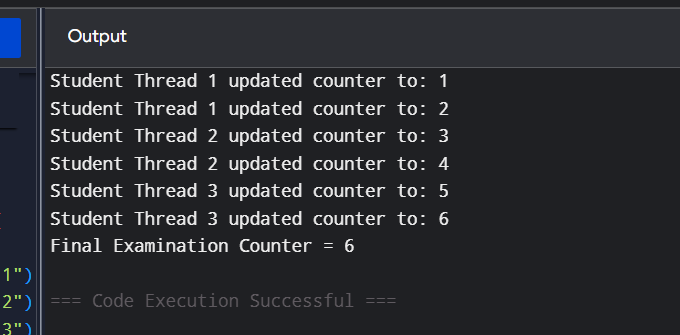 Output
Student Thread 1 updated counter to: 1
Student Thread 1 updated counter to: 2
Student Thread 2 updated counter to: 3
Student Thread 2 updated counter to: 4
Student Thread 3 updated counter to: 5
Student Thread 3 updated counter to: 6
Final Examination Counter = 6
1")
2")
=== Code Execution Successful ===
3")